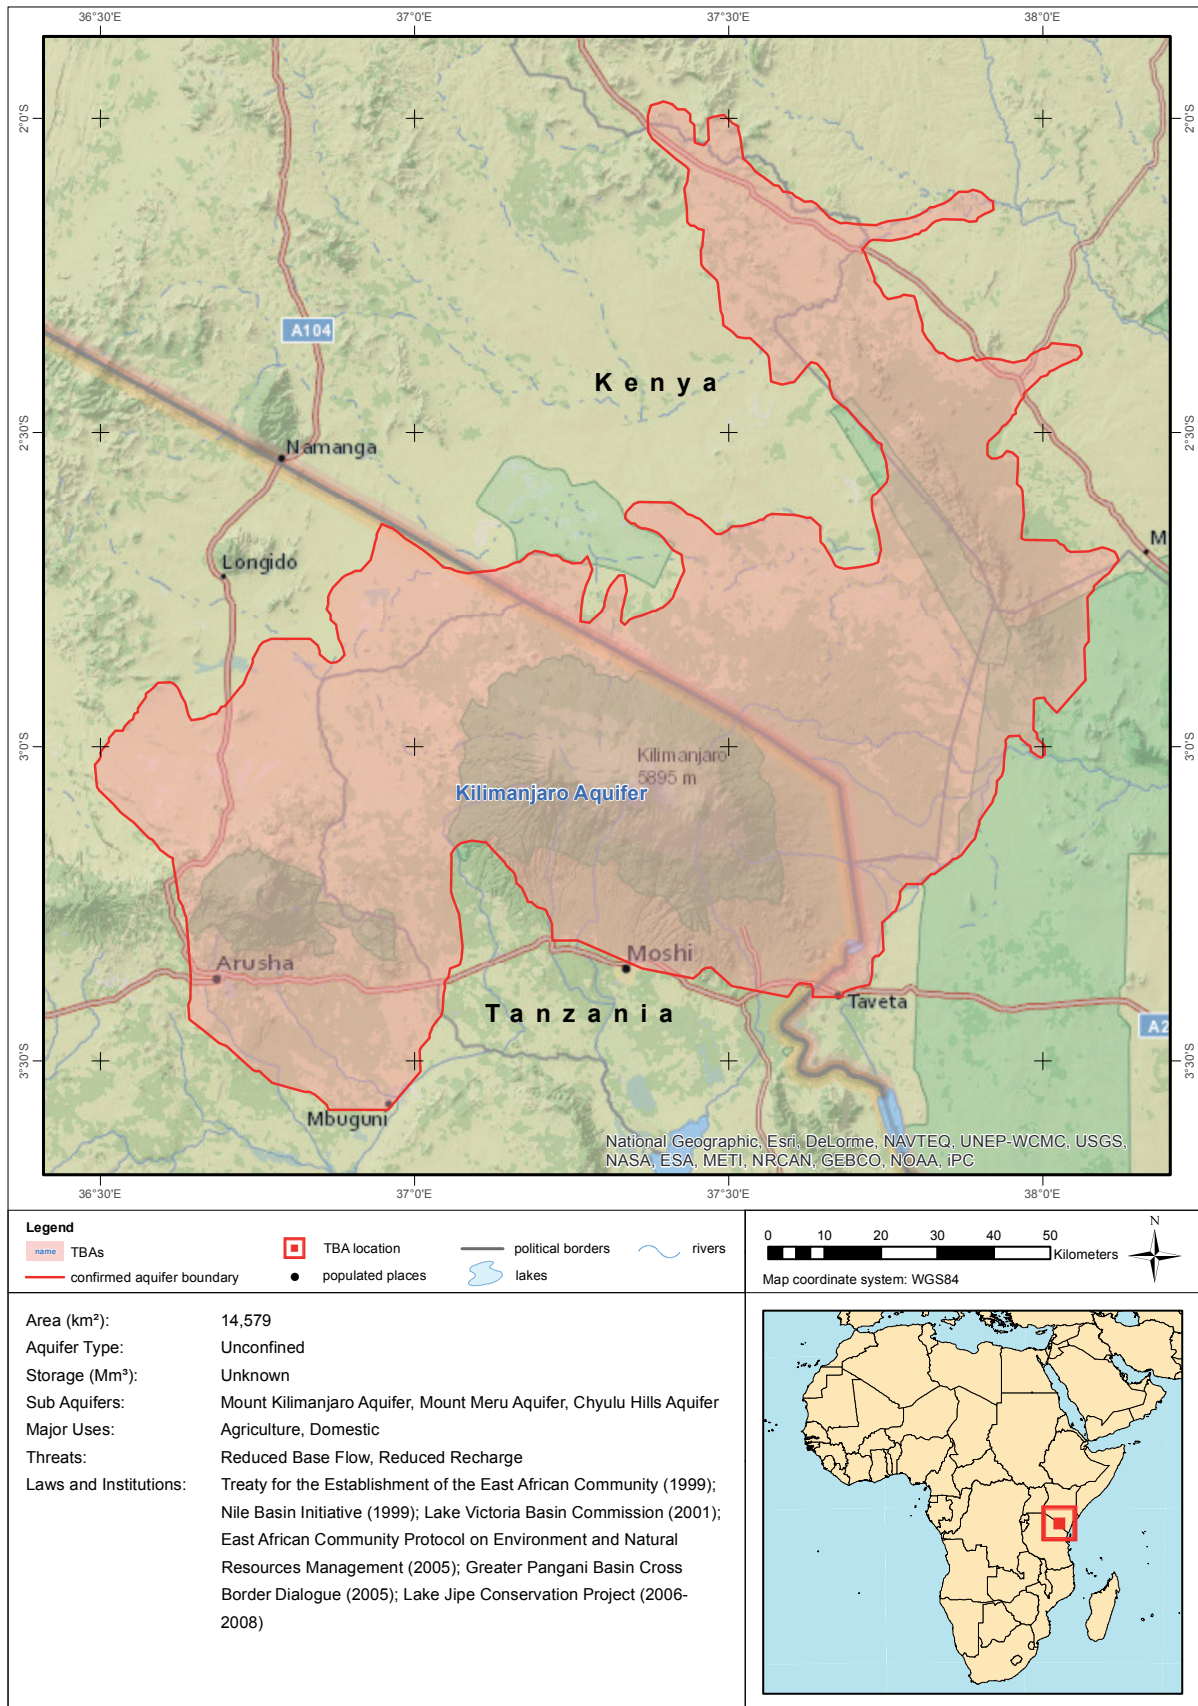 36°30'E 37°0'E 37°30'E 38°0'E
2°0'S 2°0'S
A104
Kenya
2°30'S 2°30'S
Namanga
M
Longido
3°0'S 3°0'S
Kilimanjaro
5895 m
Kilimanjaro Aquifer
Moshi
Arusha
Taveta
Tanzania
A2
3°30'S 3°30'S
Mbuguni
National Geographic, Esri, DeLorme, NAVTEQ, UNEP-WCMC, USGS,
NASA, ESA, METI, NRCAN, GEBCO, NOAA, iPC
36°30'E 37°0'E 37°30'E 38°0'E
Legend
name TBAs
TBA location
political borders
rivers
confirmed aquifer boundary
populated places
lakes
0 10 20 30 40 50
Kilometers
N
Map coordinate system: WGS84
Area (km²): 14,579
Aquifer Type: Unconfined
Storage (Mm³): Unknown
Sub Aquifers: Mount Kilimanjaro Aquifer, Mount Meru Aquifer, Chyulu Hills Aquifer
Major Uses: Agriculture, Domestic
Threats: Reduced Base Flow, Reduced Recharge
Laws and Institutions: Treaty for the Establishment of the East African Community (1999);
Nile Basin Initiative (1999); Lake Victoria Basin Commission (2001);
East African Community Protocol on Environment and Natural
Resources Management (2005); Greater Pangani Basin Cross
Border Dialogue (2005); Lake Jipe Conservation Project (2006-
2008)